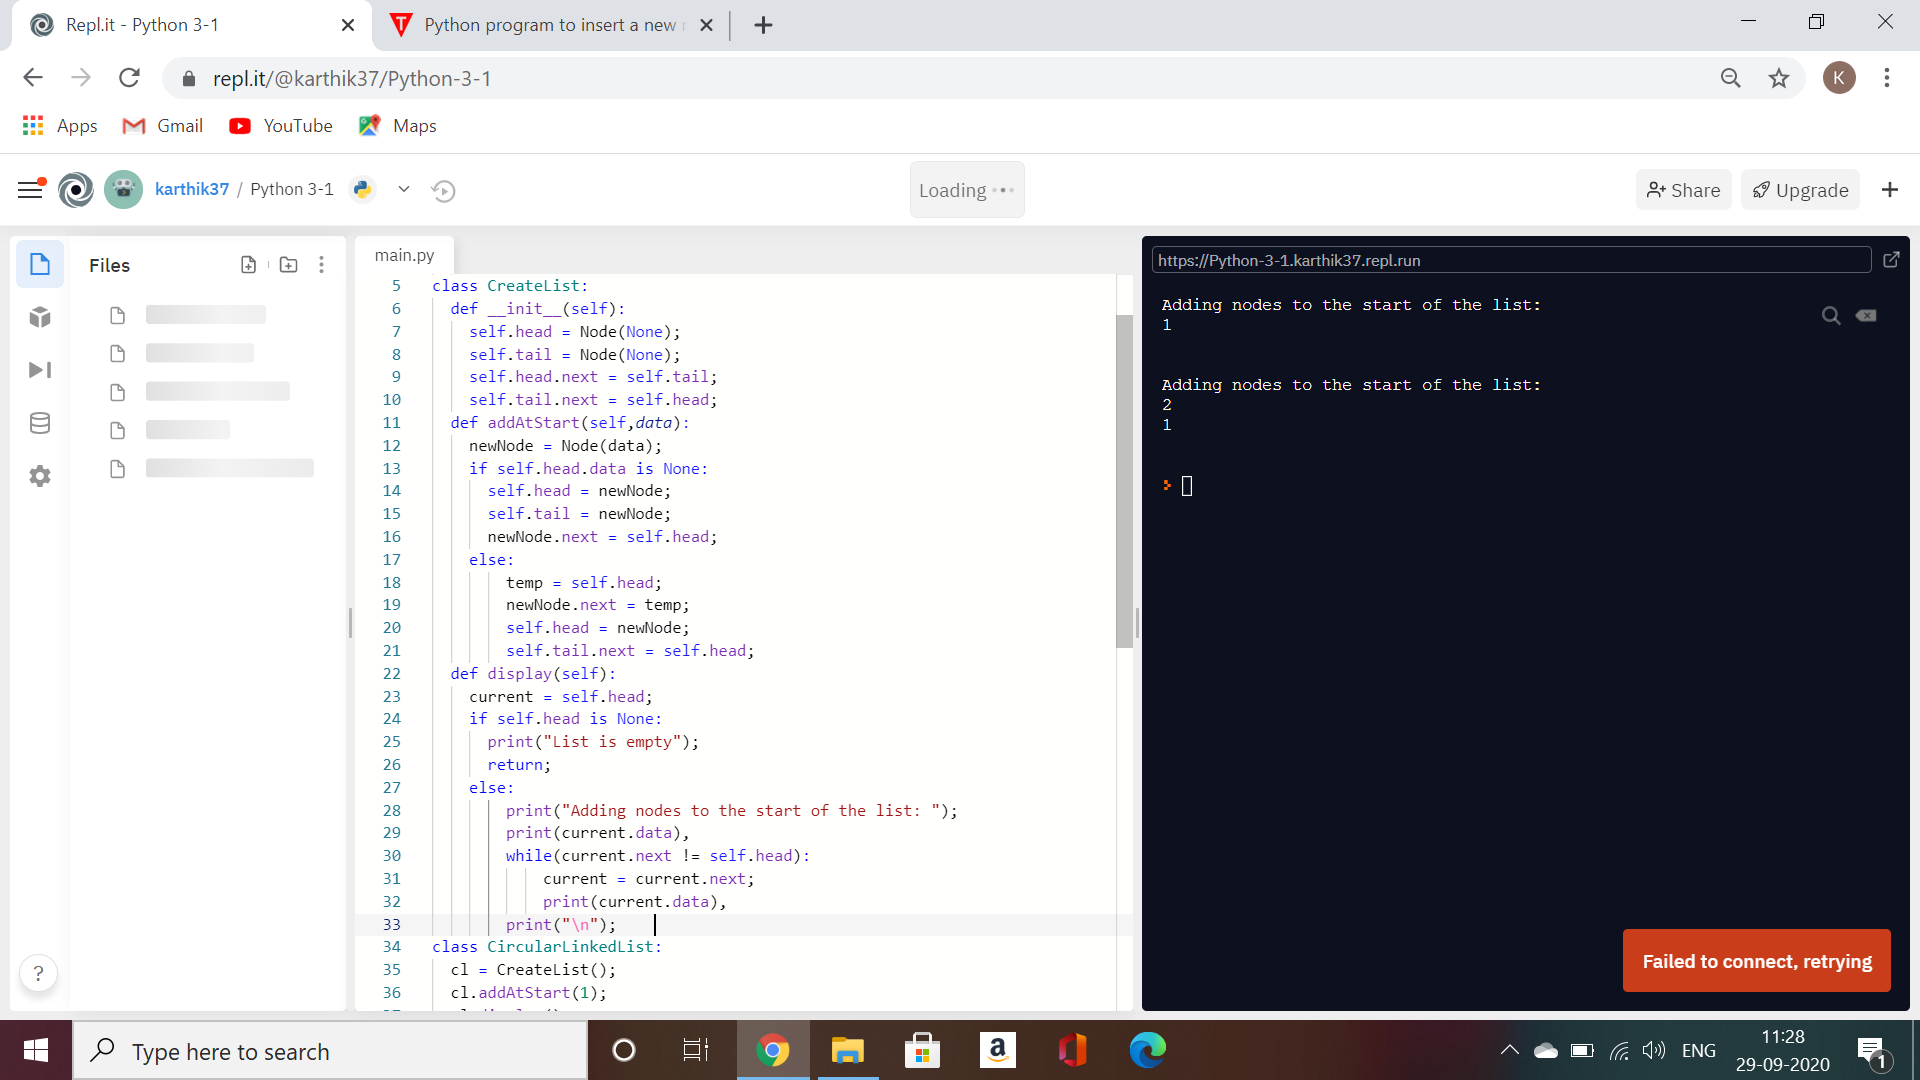 Repl.it - Python 3-1
Python program to insert a new
repl.it/@karthik37/Python-3-1
K
Apps
Gmail
YouTube
Maps
karthik37 / Python 3-1
Loading
Share
Upgrade
Files
main.py
5 class CreateList:
6 def __init__(self):
7 self.head = Node(None);
8 self.tail = Node(None);
9 self.head.next = self.tail;
10 self.tail.next = self.head;
11 def addAtStart(self,data):
12 newNode = Node(data);
13 if self.head.data is None:
14 self.head = newNode;
15 self.tail = newNode;
16 newNode.next = self.head;
17 else:
18 temp = self.head;
19 newNode.next = temp;
20 self.head = newNode;
21 self.tail.next = self.head;
22 def display(self):
23 current = self.head;
24 if self.head is None:
25 print("List is empty");
26 return;
27 else:
28 print("Adding nodes to the start of the list: ");
29 print(current.data),
30 while(current.next != self.head):
31 current = current.next;
32 print(current.data),
33 print("\n");
34 class CircularLinkedList:
35 cl = CreateList();
36 cl.addAtStart(1);
https://Python-3-1.karthik37.repl.run
Adding nodes to the start of the list:
1
Adding nodes to the start of the list:
2
1
Failed to connect, retrying
?
Type here to search
a
ENG
11:28
29-09-2020
1